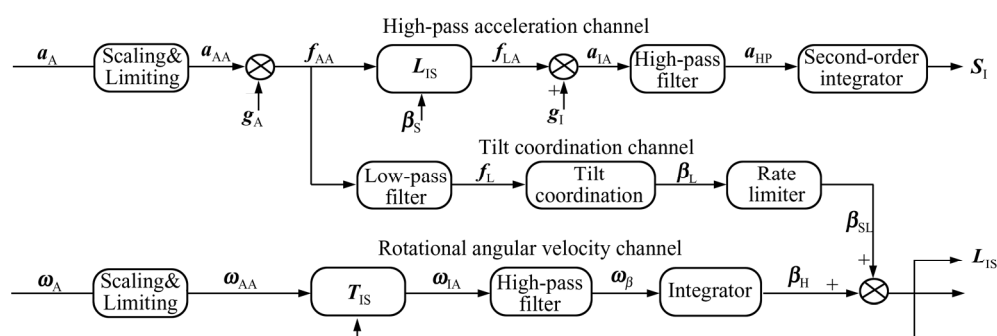 High-pass acceleration channel
a_A
Scaling&
Limiting
a_AA
f_AA
L_IS
f_LA
a_IA
High-pass
filter
a_HP
Second-order
integrator
S_I
g_A
β_S
+
g_I
Tilt coordination channel
Low-pass
filter
f_L
Tilt
coordination
β_L
Rate
limiter
β_SL
Rotational angular velocity channel
+
L_IS
ω_A
Scaling&
Limiting
ω_AA
T_IS
ω_IA
High-pass
filter
ω_β
Integrator
β_H
+